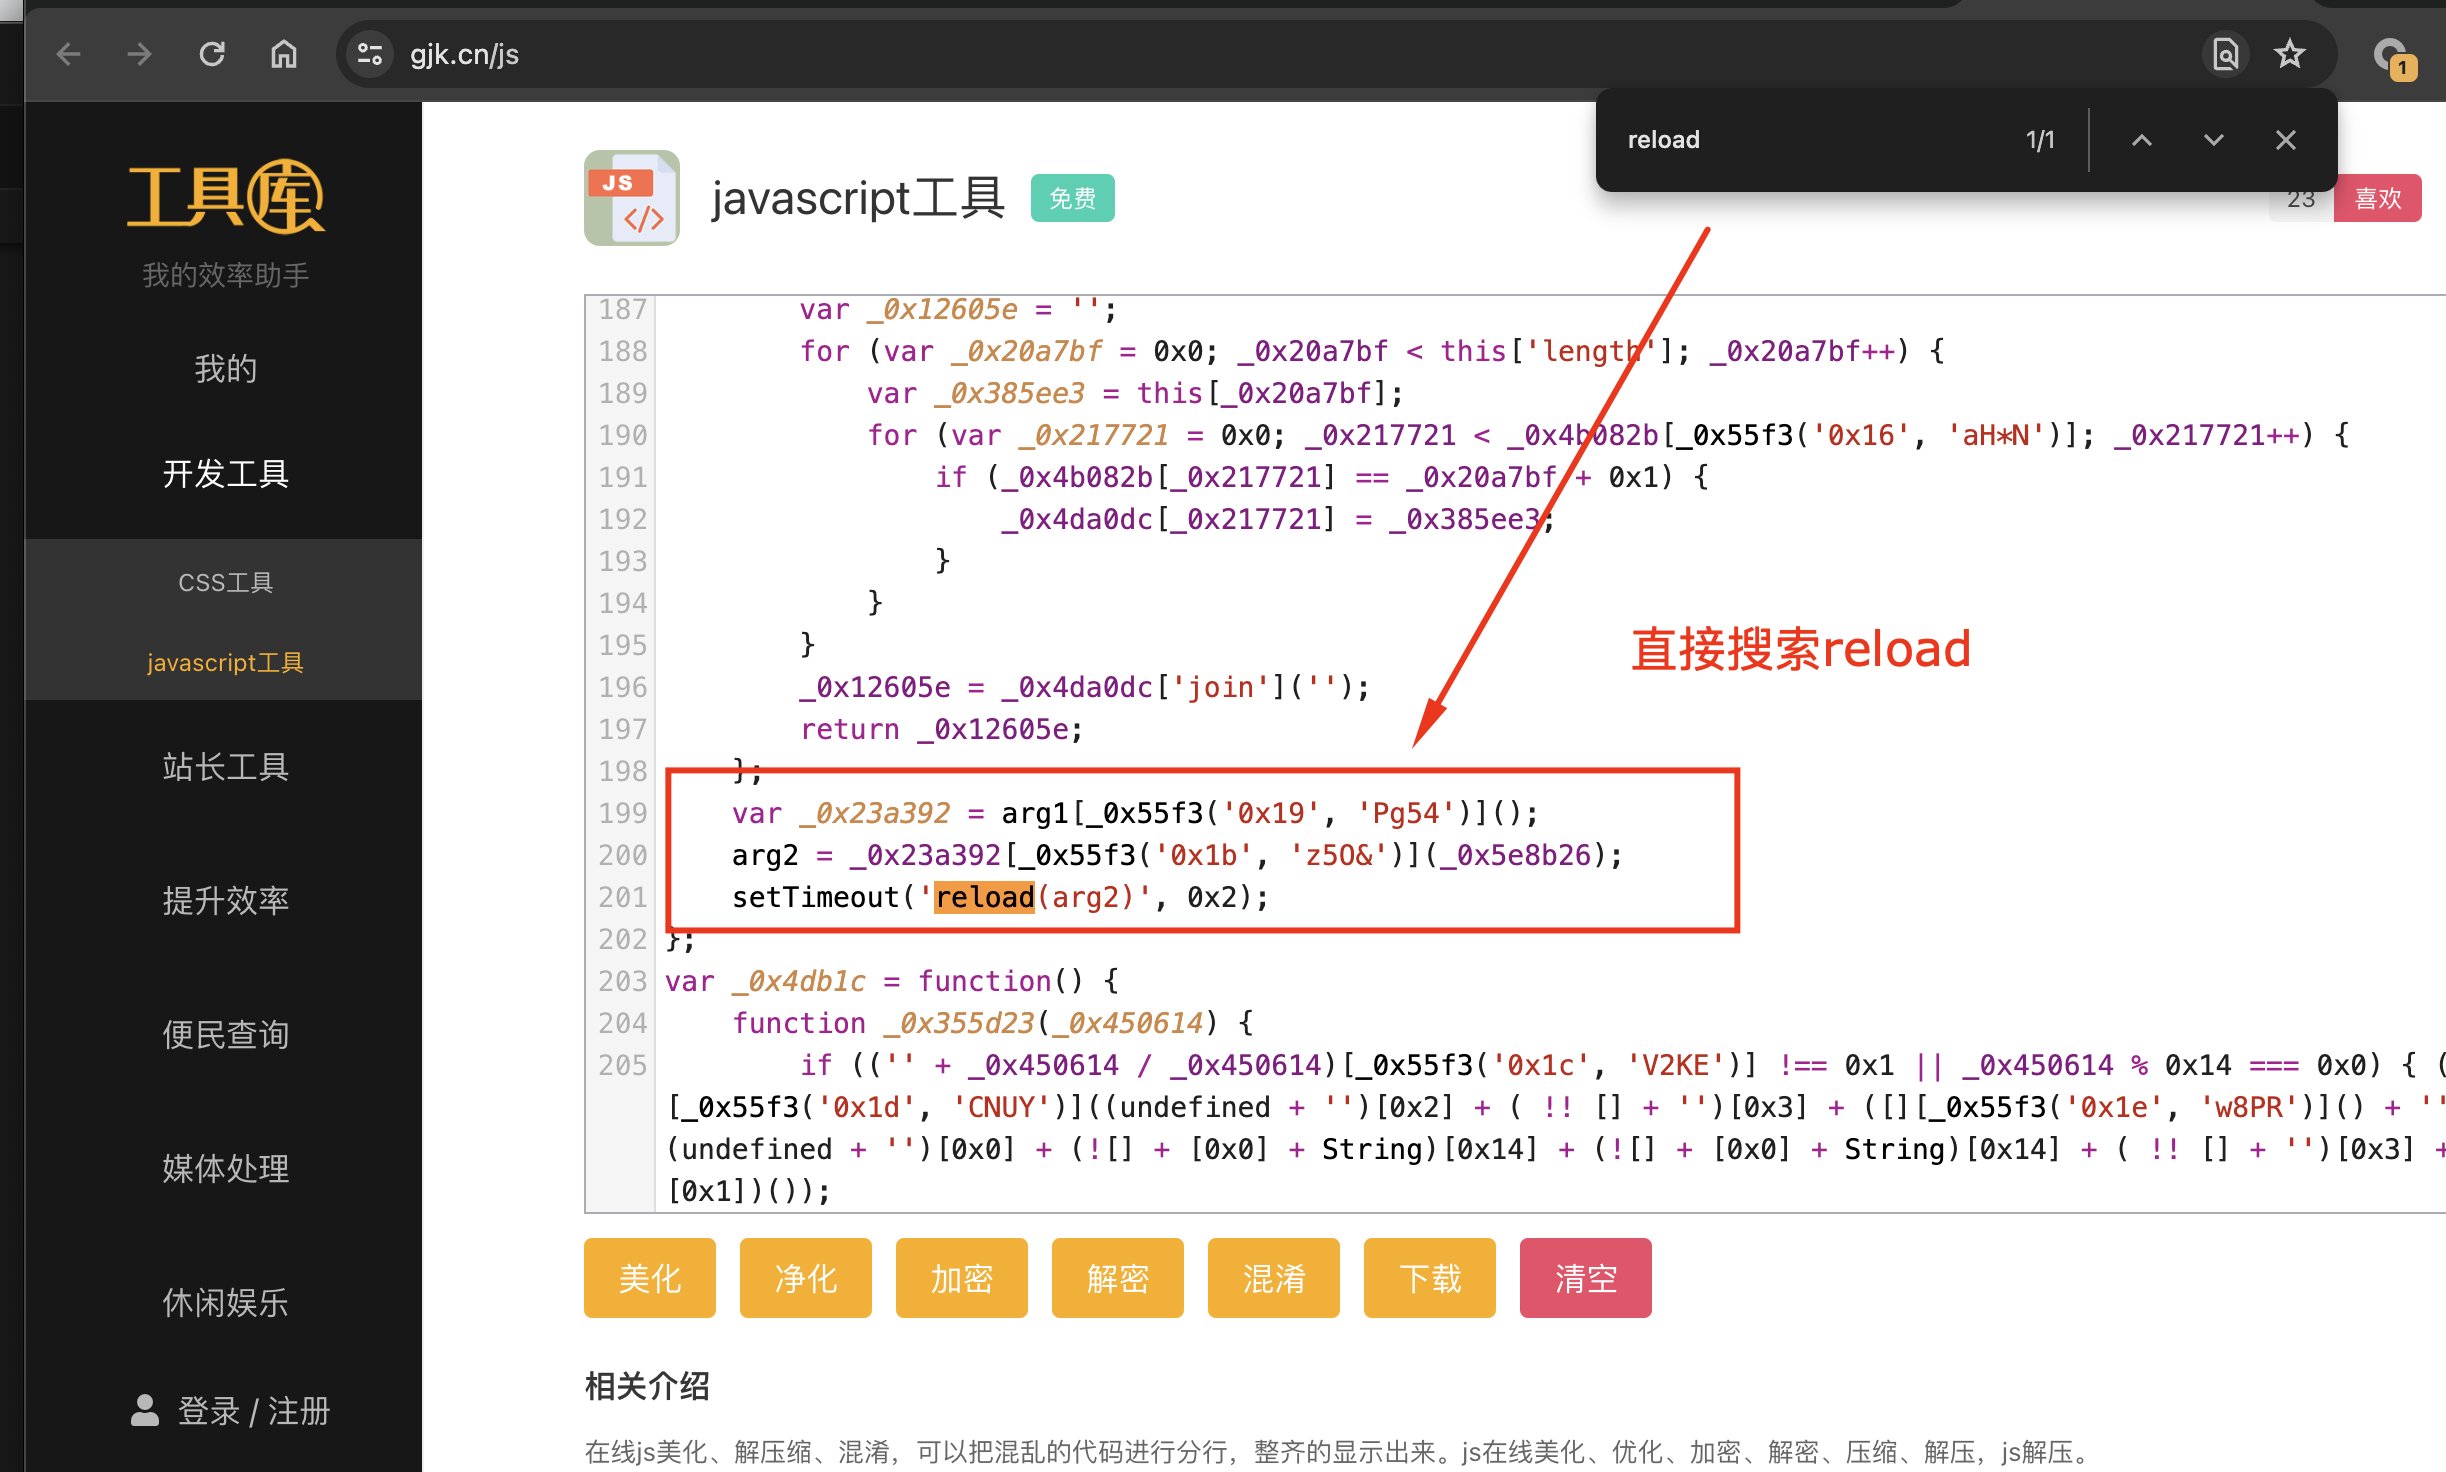 gjk.cn/js
1
reload
1/1
工具库
我的效率助手
我的
开发工具
CSS工具
javascript工具
站长工具
提升效率
便民查询
媒体处理
休闲娱乐
登录 / 注册
JS
</>
javascript工具
免费
23
喜欢
直接搜索reload
187 var _0x12605e = '';
188 for (var _0x20a7bf = 0x0; _0x20a7bf < this['length']; _0x20a7bf++) {
189 var _0x385ee3 = this[_0x20a7bf];
190 for (var _0x217721 = 0x0; _0x217721 < _0x4b082b[_0x55f3('0x16', 'aH*N')]; _0x217721++) {
191 if (_0x4b082b[_0x217721] == _0x20a7bf + 0x1) {
192 _0x4da0dc[_0x217721] = _0x385ee3;
193 }
194 }
195 }
196 _0x12605e = _0x4da0dc['join']('');
197 return _0x12605e;
198 };
199 var _0x23a392 = arg1[_0x55f3('0x19', 'Pg54')]();
200 arg2 = _0x23a392[_0x55f3('0x1b', 'z5O&')](_0x5e8b26);
201 setTimeout('reload(arg2)', 0x2);
202 };
203 var _0x4db1c = function() {
204 function _0x355d23(_0x450614) {
205 if (('' + _0x450614 / _0x450614)[_0x55f3('0x1c', 'V2KE')] !== 0x1 || _0x450614 % 0x14 === 0x0) { (
[_0x55f3('0x1d', 'CNUY')]((undefined + '')[0x2] + ( !! [] + '')[0x3] + ([][_0x55f3('0x1e', 'w8PR')]() + ''
(undefined + '')[0x0] + (![] + [0x0] + String)[0x14] + (![] + [0x0] + String)[0x14] + ( !! [] + '')[0x3] +
[0x1])());
美化
净化
加密
解密
混淆
下载
清空
相关介绍
在线js美化、解压缩、混淆，可以把混乱的代码进行分行，整齐的显示出来。js在线美化、优化、加密、解密、压缩、解压，js解压。